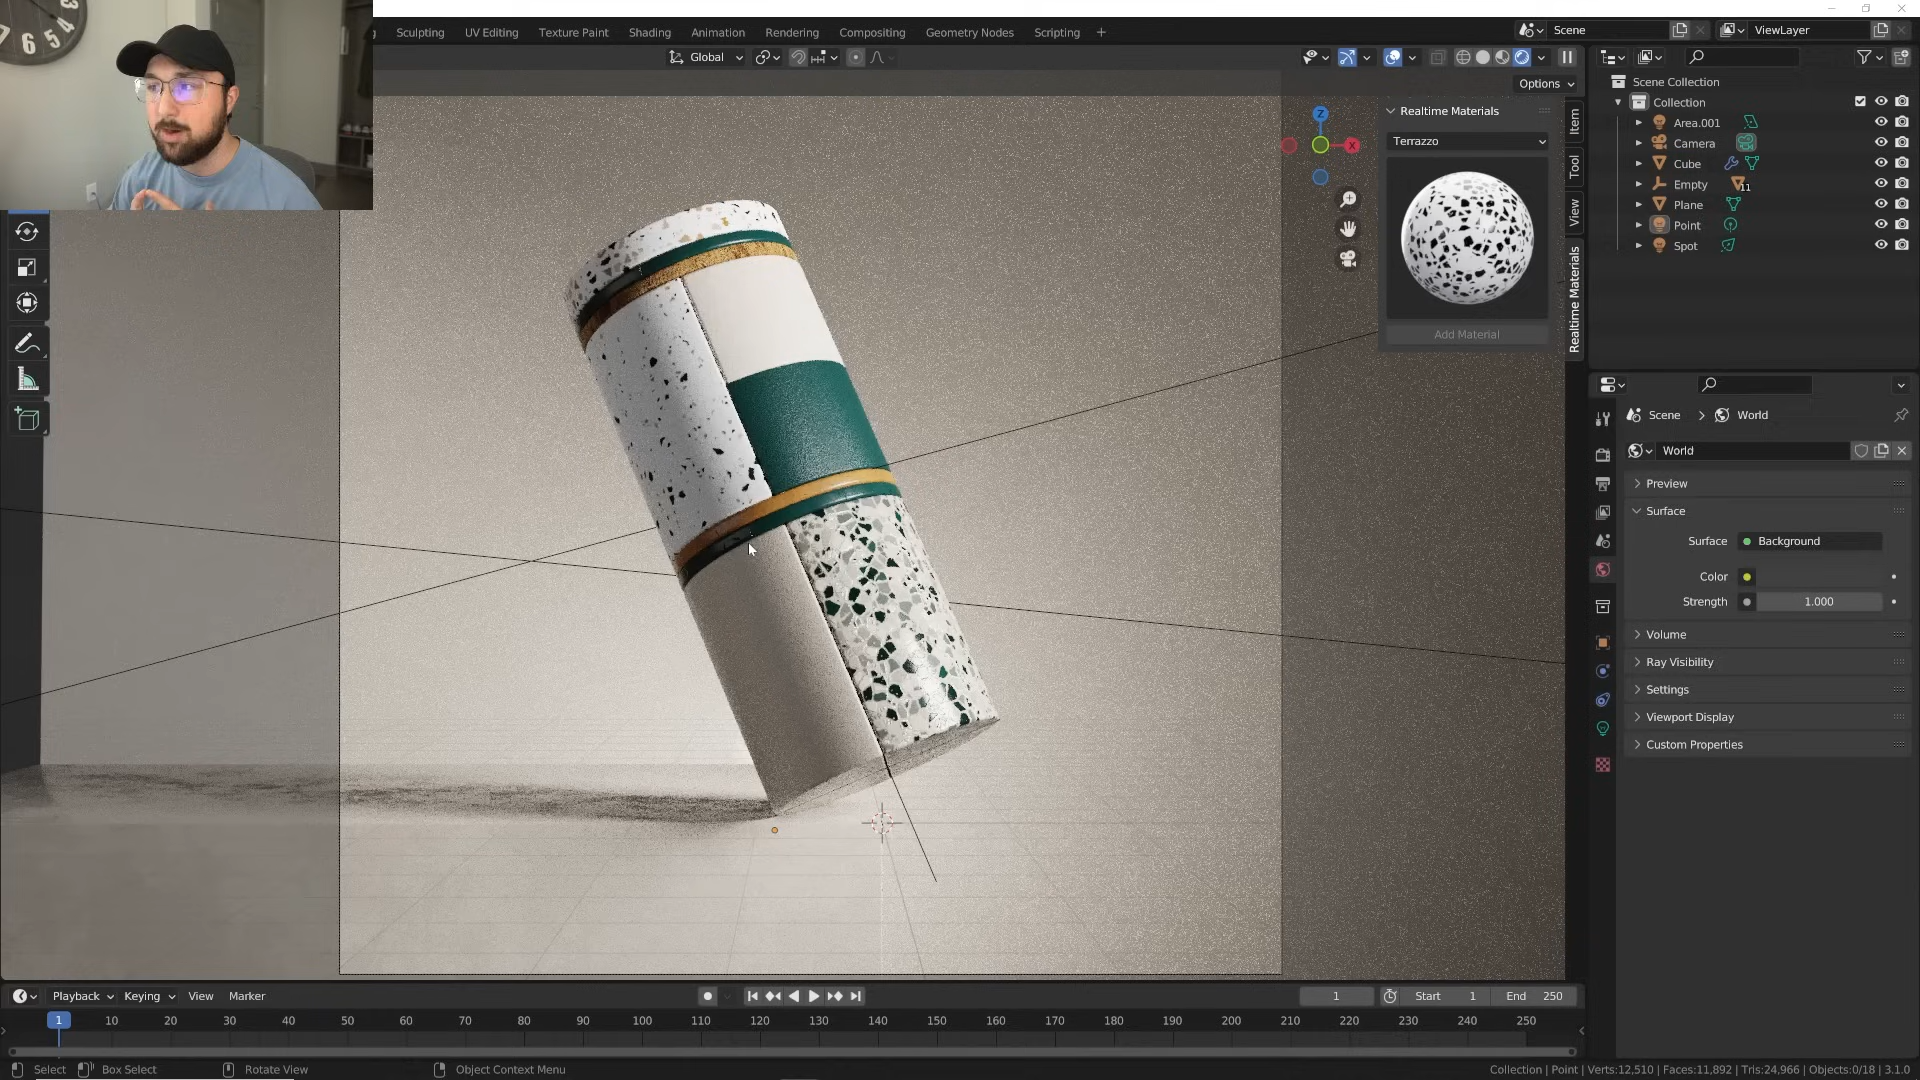 Sculpting UV Editing Texture Paint Shading Animation Rendering Compositing Geometry Nodes Scripting +
Scene
ViewLayer
Global
Options
Realtime Materials
Terrazzo
Add Material
Z
X
Item
Tool
View
Realtime Materials
Scene Collection
Collection
Area.001
Camera
Cube
Empty
11
Plane
Point
Spot
Scene > World
World
Preview
Surface
Surface Background
Color
Strength 1.000
Volume
Ray Visibility
Settings
Viewport Display
Custom Properties
Playback Keying View Marker
1 Start 1 End 250
1 10 20 30 40 50 60 70 80 90 100 110 120 130 140 150 160 170 180 190 200 210 220 230 240 250
Select Box Select Rotate View Object Context Menu
Collection | Point | Verts:12,510 | Faces:11,892 | Tris:24,966 | Objects:0/18 | 3.1.0
3
4
5
6
7